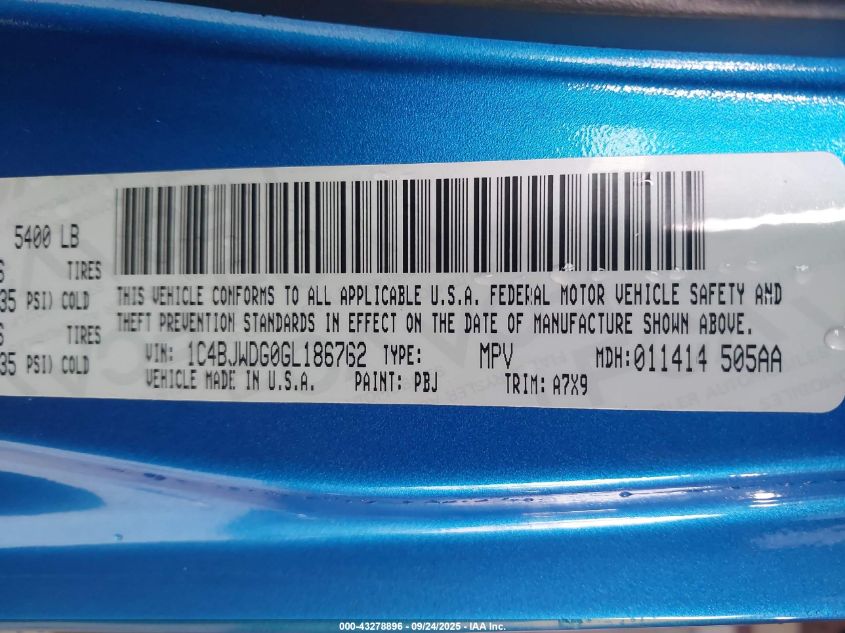 5400 LB
TIRES
35 PSI) COLD
TIRES
35 PSI) COLD
THIS VEHICLE CONFORMS TO ALL APPLICABLE U.S.A. FEDERAL MOTOR VEHICLE SAFETY AND
THEFT PREVENTION STANDARDS IN EFFECT ON THE DATE OF MANUFACTURE SHOWN ABOVE.
VIN: 1C4BJWDG0GL186762 TYPE: MPV MDH:011414 505AA
VEHICLE MADE IN U.S.A. PAINT: PBJ TRIM: A7X9
000-43278896 - 09/24/2025 - IAA Inc.